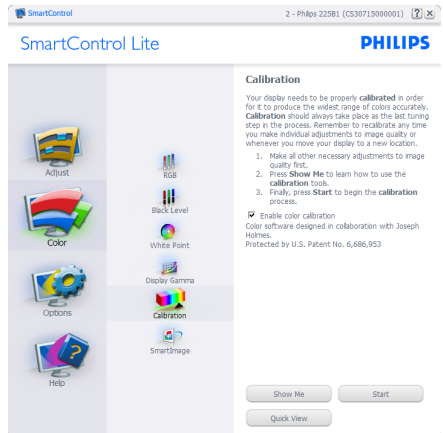 SmartControl
2 - Philips 225B1 (CS30715000001)
SmartControl Lite
PHILIPS
Adjust
Color
Options
Help
RGB
Black Level
White Point
Display Gamma
Calibration
SmartImage
Calibration
Your display needs to be properly calibrated in order
for it to produce the widest range of colors accurately.
Calibration should always take place as the last tuning
step in the process. Remember to recalibrate any time
you make individual adjustments to image quality or
whenever you move your display to a new location.
1. Make all other necessary adjustments to image
quality first.
2. Press Show Me to learn how to use the
calibration tools.
3. Finally, press Start to begin the calibration
process.
Enable color calibration
Color software designed in collaboration with Joseph
Holmes.
Protected by U.S. Patent No. 6,686,953
Show Me
Start
Quick View